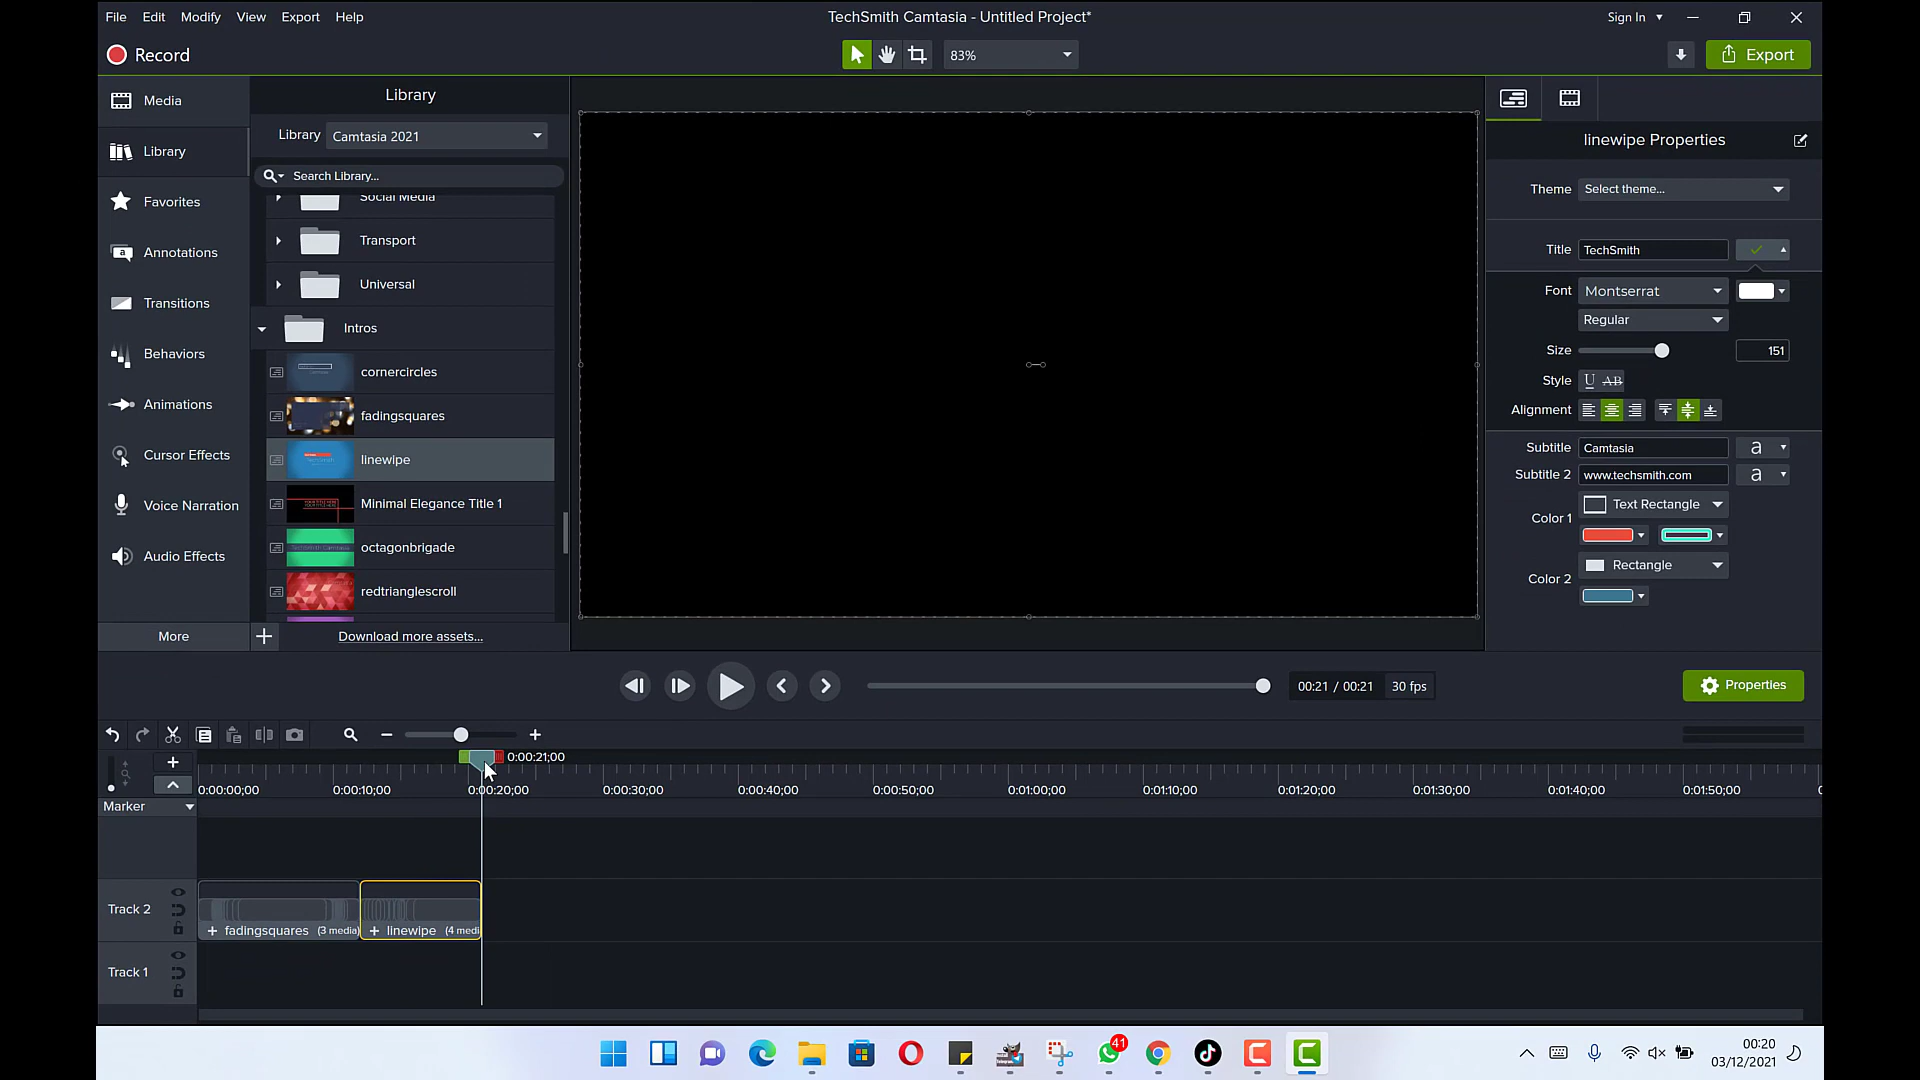 File Edit Modify View Export Help
TechSmith Camtasia - Untitled Project*
Sign In
Record
83%
Export
Media
Library
Favorites
Annotations
Transitions
Behaviors
Animations
Cursor Effects
Voice Narration
Audio Effects
More
Library
Library Camtasia 2021
Search Library...
Social Media
Transport
Universal
Intros
cornercircles
fadingsquares
linewipe
Minimal Elegance Title 1
octagonbrigade
redtrianglescroll
Download more assets...
linewipe Properties
Theme Select theme...
Title TechSmith
Font Montserrat
Regular
Size 151
Style U AB
Alignment
Subtitle Camtasia a
Subtitle 2 www.techsmith.com a
Color 1 Text Rectangle
Color 2 Rectangle
00:21 / 00:21 30 fps
Properties
0:00:21;00
0:00:00;00 0:00:10;00 0:00:20;00 0:00:30;00 0:00:40;00 0:00:50;00 0:01:00;00 0:01:10;00 0:01:20;00 0:01:30;00 0:01:40;00 0:01:50;00
Marker
Track 2
fadingsquares (3 media)
linewipe (4 medi
Track 1
41
00:20
03/12/2021